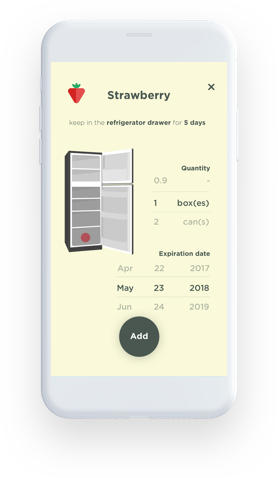 Strawberry ×
keep in the refrigerator drawer for 5 days
Quantity
0.9 -
1 box(es)
2 can(s)
Expiration date
Apr 22 2017
May 23 2018
Jun 24 2019
Add